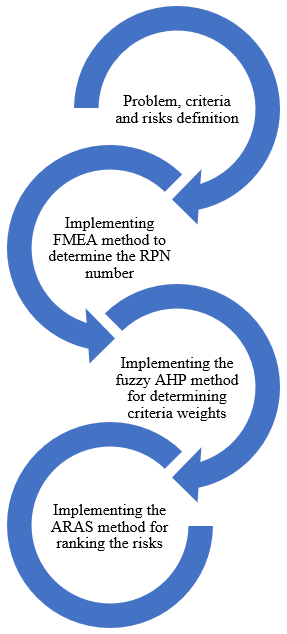 Problem, criteria
and risks definition
Implementing
FMEA method to
determine the RPN
number
Implementing the
fuzzy AHP method
for determining
criteria weights
Implementing the
ARAS method for
ranking the risks